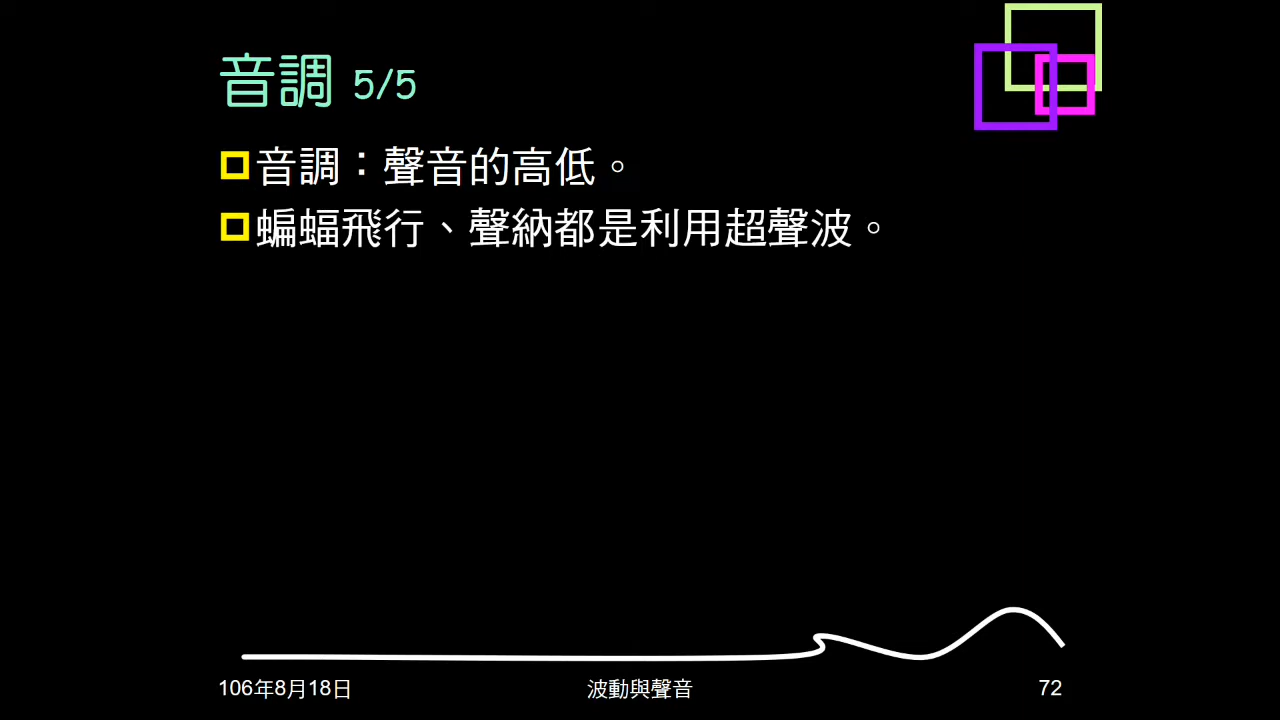 音調 5/5
音調：聲音的高低。
蝙蝠飛行、聲納都是利用超聲波。
106年8月18日
波動與聲音
72